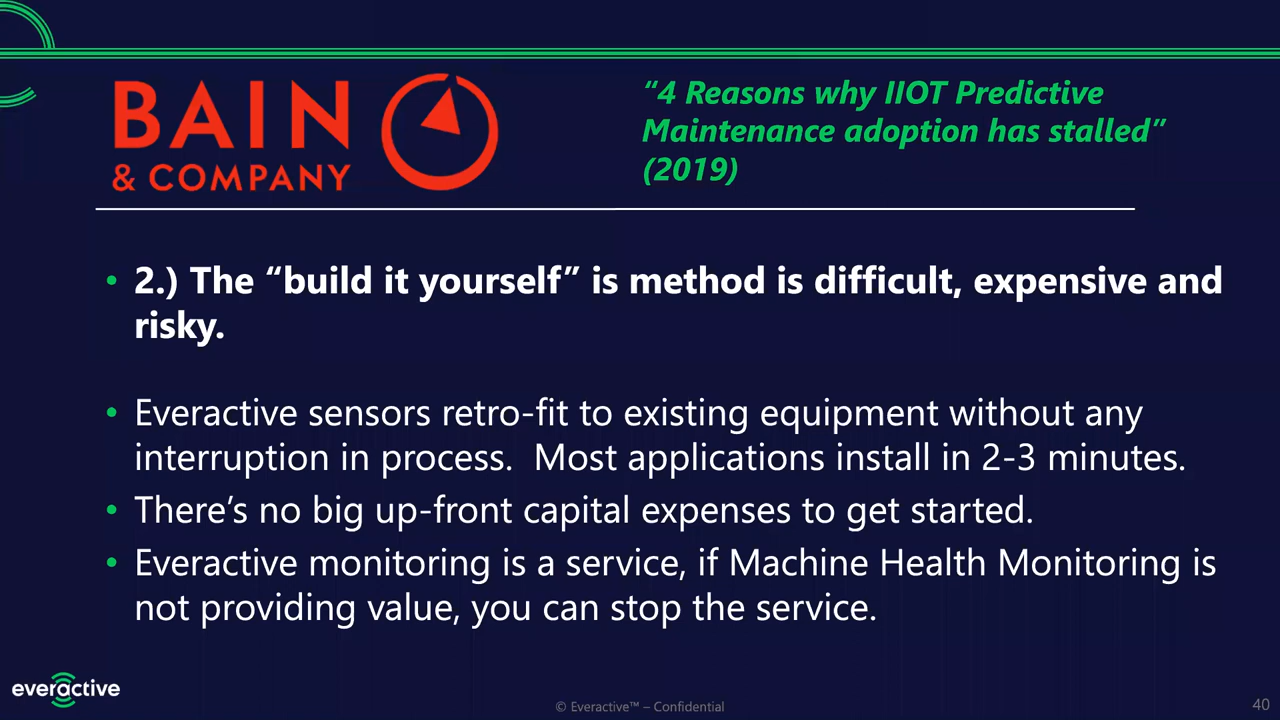 BAIN
& COMPANY
“4 Reasons why IIOT Predictive
Maintenance adoption has stalled”
(2019)
• 2.) The “build it yourself” is method is difficult, expensive and
risky.
• Everactive sensors retro-fit to existing equipment without any
interruption in process.  Most applications install in 2-3 minutes.
• There’s no big up-front capital expenses to get started.
• Everactive monitoring is a service, if Machine Health Monitoring is
not providing value, you can stop the service.
everactive
© Everactive™ – Confidential
40